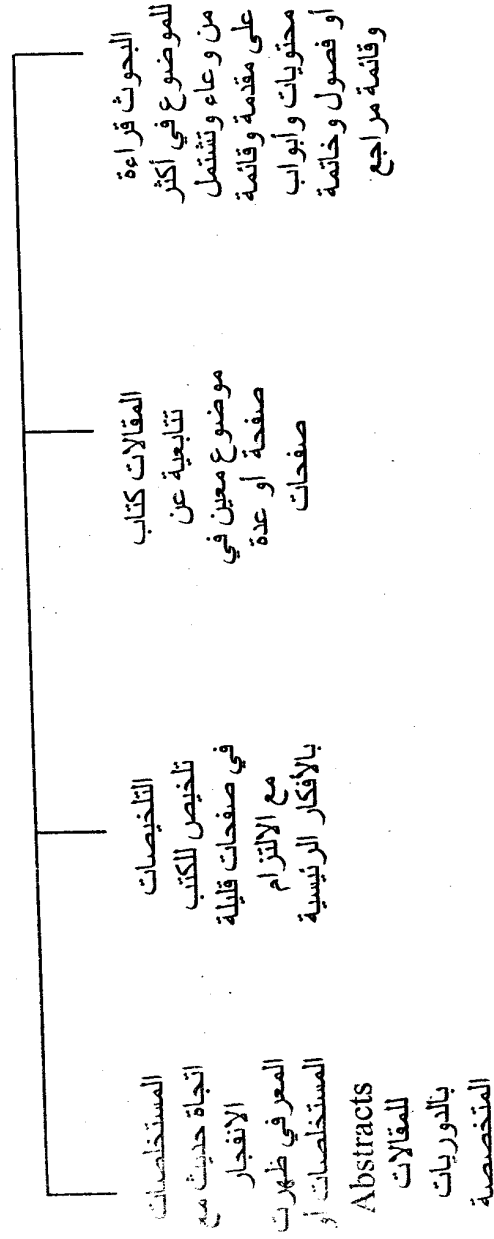 البحوث قراءة
للموضوع في أكثر
من وعاء وتشتمل
على مقدمة وقائمة
محتويات وأبواب
أو فصول وخاتمة
وقائمة مراجع
المقالات كتاب
تتابعية عن
موضوع معين في
صفحة أو عدة
صفحات
التلخيصات
تلخيص للكتب
في صفحات قليلة
مع الالتزام
بالأفكار الرئيسية
المستخلصات
اتجاة حديث مع
الانفجار
المعرفي ظهرت
المستخلصات أو
Abstracts
للمقالات
بالدوريات
المتخصصة